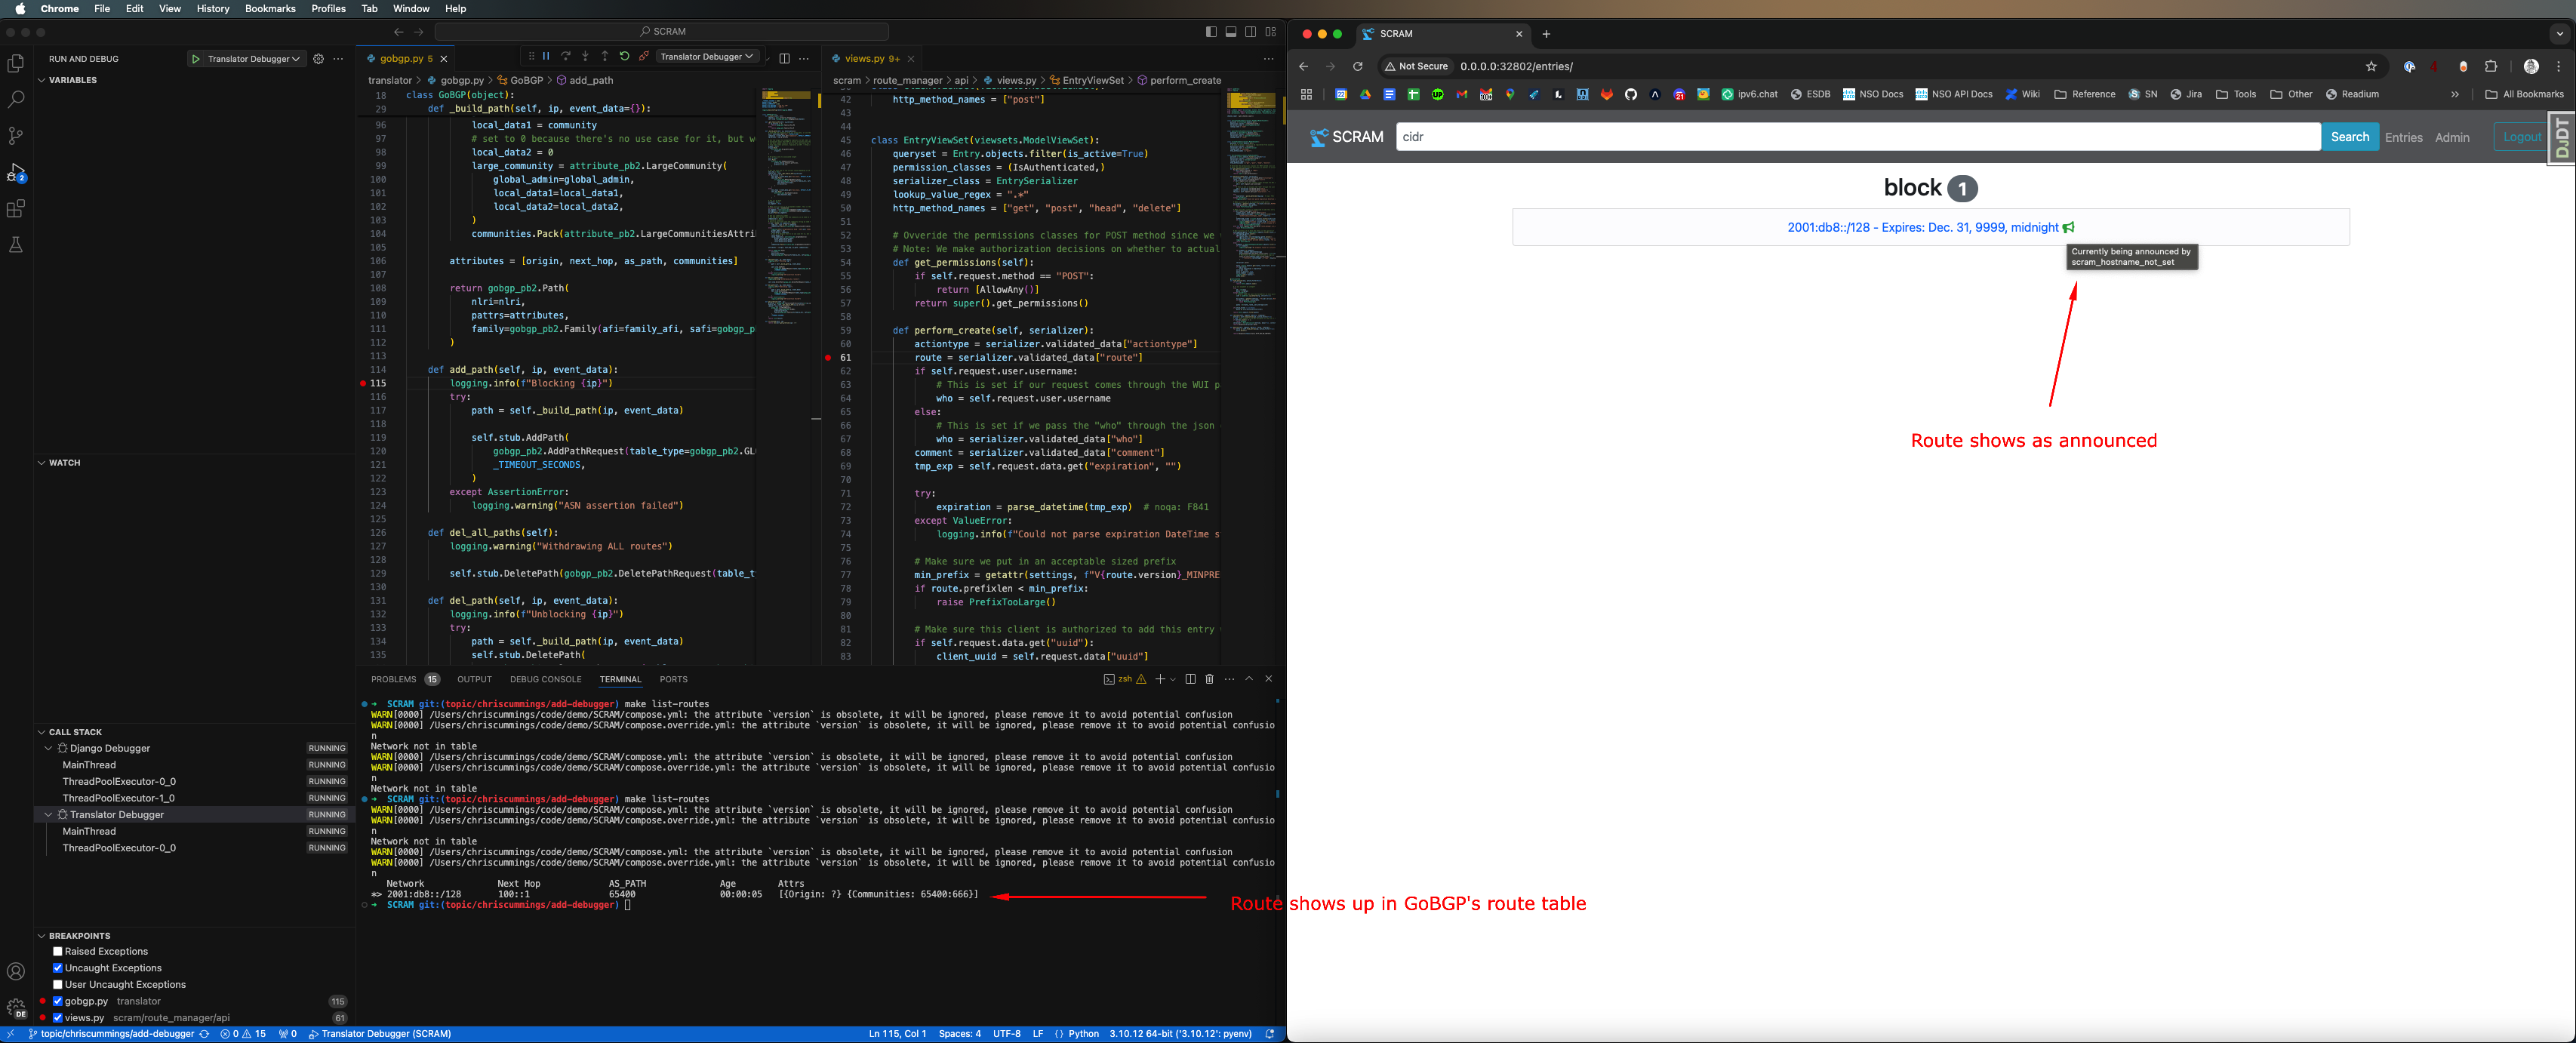 Chrome File Edit View History Bookmarks Profiles Tab Window Help
SCRAM
RUN AND DEBUG
Translator Debugger
VARIABLES
WATCH
CALL STACK
Django Debugger RUNNING
MainThread RUNNING
ThreadPoolExecutor-0_0 RUNNING
ThreadPoolExecutor-1_0 RUNNING
Translator Debugger RUNNING
MainThread RUNNING
ThreadPoolExecutor-0_0 RUNNING
BREAKPOINTS
Raised Exceptions
Uncaught Exceptions
User Uncaught Exceptions
gobgp.py translator 115
views.py scram/route_manager/api 61
gobgp.py 5
Translator Debugger
translator > gobgp.py > GoBGP > add_path
18 class GoBGP(object):
29 def _build_path(self, ip, event_data={}):
96 local_data1 = community
97 # set to 0 because there's no use case for it, but w
98 local_data2 = 0
99 large_community = attribute_pb2.LargeCommunity(
100 global_admin=global_admin,
101 local_data1=local_data1,
102 local_data2=local_data2,
103 )
104 communities.Pack(attribute_pb2.LargeCommunitiesAttri
105
106 attributes = [origin, next_hop, as_path, communities]
107
108 return gobgp_pb2.Path(
109 nlri=nlri,
110 pattrs=attributes,
111 family=gobgp_pb2.Family(afi=family_afi, safi=gobgp_p
112 )
113
114 def add_path(self, ip, event_data):
115 logging.info(f"Blocking {ip}")
116 try:
117 path = self._build_path(ip, event_data)
118
119 self.stub.AddPath(
120 gobgp_pb2.AddPathRequest(table_type=gobgp_pb2.GL
121 _TIMEOUT_SECONDS,
122 )
123 except AssertionError:
124 logging.warning("ASN assertion failed")
125
126 def del_all_paths(self):
127 logging.warning("Withdrawing ALL routes")
128
129 self.stub.DeletePath(gobgp_pb2.DeletePathRequest(table_t
130
131 def del_path(self, ip, event_data):
132 logging.info(f"Unblocking {ip}")
133 try:
134 path = self._build_path(ip, event_data)
135 self.stub.DeletePath(
views.py 9+
scram > route_manager > api > views.py > EntryViewSet > perform_create
42 http_method_names = ["post"]
43
44
45 class EntryViewSet(viewsets.ModelViewSet):
46 queryset = Entry.objects.filter(is_active=True)
47 permission_classes = (IsAuthenticated,)
48 serializer_class = EntrySerializer
49 lookup_value_regex = ".*"
50 http_method_names = ["get", "post", "head", "delete"]
51
52 # Ovveride the permissions classes for POST method since we
53 # Note: We make authorization decisions on whether to actual
54 def get_permissions(self):
55 if self.request.method == "POST":
56 return [AllowAny()]
57 return super().get_permissions()
58
59 def perform_create(self, serializer):
60 actiontype = serializer.validated_data["actiontype"]
61 route = serializer.validated_data["route"]
62 if self.request.user.username:
63 # This is set if our request comes through the WUI p
64 who = self.request.user.username
65 else:
66 # This is set if we pass the "who" through the json
67 who = serializer.validated_data["who"]
68 comment = serializer.validated_data["comment"]
69 tmp_exp = self.request.data.get("expiration", "")
70
71 try:
72 expiration = parse_datetime(tmp_exp) # noqa: F841
73 except ValueError:
74 logging.info(f"Could not parse expiration DateTime s
75
76 # Make sure we put in an acceptable sized prefix
77 min_prefix = getattr(settings, f"V{route.version}_MINPRE
78 if route.prefixlen < min_prefix:
79 raise PrefixTooLarge()
80
81 # Make sure this client is authorized to add this entry
82 if self.request.data.get("uuid"):
83 client_uuid = self.request.data["uuid"]
PROBLEMS 15 OUTPUT DEBUG CONSOLE TERMINAL PORTS
zsh
SCRAM git:(topic/chriscummings/add-debugger) make list-routes
WARN[0000] /Users/chriscummings/code/demo/SCRAM/compose.yml: the attribute `version` is obsolete, it will be ignored, please remove it to avoid potential confusion
WARN[0000] /Users/chriscummings/code/demo/SCRAM/compose.override.yml: the attribute `version` is obsolete, it will be ignored, please remove it to avoid potential confusio
n
Network not in table
WARN[0000] /Users/chriscummings/code/demo/SCRAM/compose.yml: the attribute `version` is obsolete, it will be ignored, please remove it to avoid potential confusion
WARN[0000] /Users/chriscummings/code/demo/SCRAM/compose.override.yml: the attribute `version` is obsolete, it will be ignored, please remove it to avoid potential confusio
n
Network not in table
SCRAM git:(topic/chriscummings/add-debugger) make list-routes
WARN[0000] /Users/chriscummings/code/demo/SCRAM/compose.yml: the attribute `version` is obsolete, it will be ignored, please remove it to avoid potential confusion
WARN[0000] /Users/chriscummings/code/demo/SCRAM/compose.override.yml: the attribute `version` is obsolete, it will be ignored, please remove it to avoid potential confusio
n
Network not in table
WARN[0000] /Users/chriscummings/code/demo/SCRAM/compose.yml: the attribute `version` is obsolete, it will be ignored, please remove it to avoid potential confusion
WARN[0000] /Users/chriscummings/code/demo/SCRAM/compose.override.yml: the attribute `version` is obsolete, it will be ignored, please remove it to avoid potential confusio
n
Network Next Hop AS_PATH Age Attrs
*> 2001:db8::/128 100::1 65400 00:00:05 [{Origin: ?} {Communities: 65400:666}]
SCRAM git:(topic/chriscummings/add-debugger)
Route shows up in GoBGP's route table
topic/chriscummings/add-debugger 0 15 0 Translator Debugger (SCRAM) Ln 115, Col 1 Spaces: 4 UTF-8 LF Python 3.10.12 64-bit ('3.10.12': pyenv)
SCRAM
Not Secure 0.0.0.0:32802/entries/
ipv6.chat ESDB NSO Docs NSO API Docs Wiki Reference SN Jira Tools Other Readium All Bookmarks
SCRAM cidr Search Entries Admin Logout
DJDT
block 1
2001:db8::/128 - Expires: Dec. 31, 9999, midnight
Currently being announced by
scram_hostname_not_set
Route shows as announced